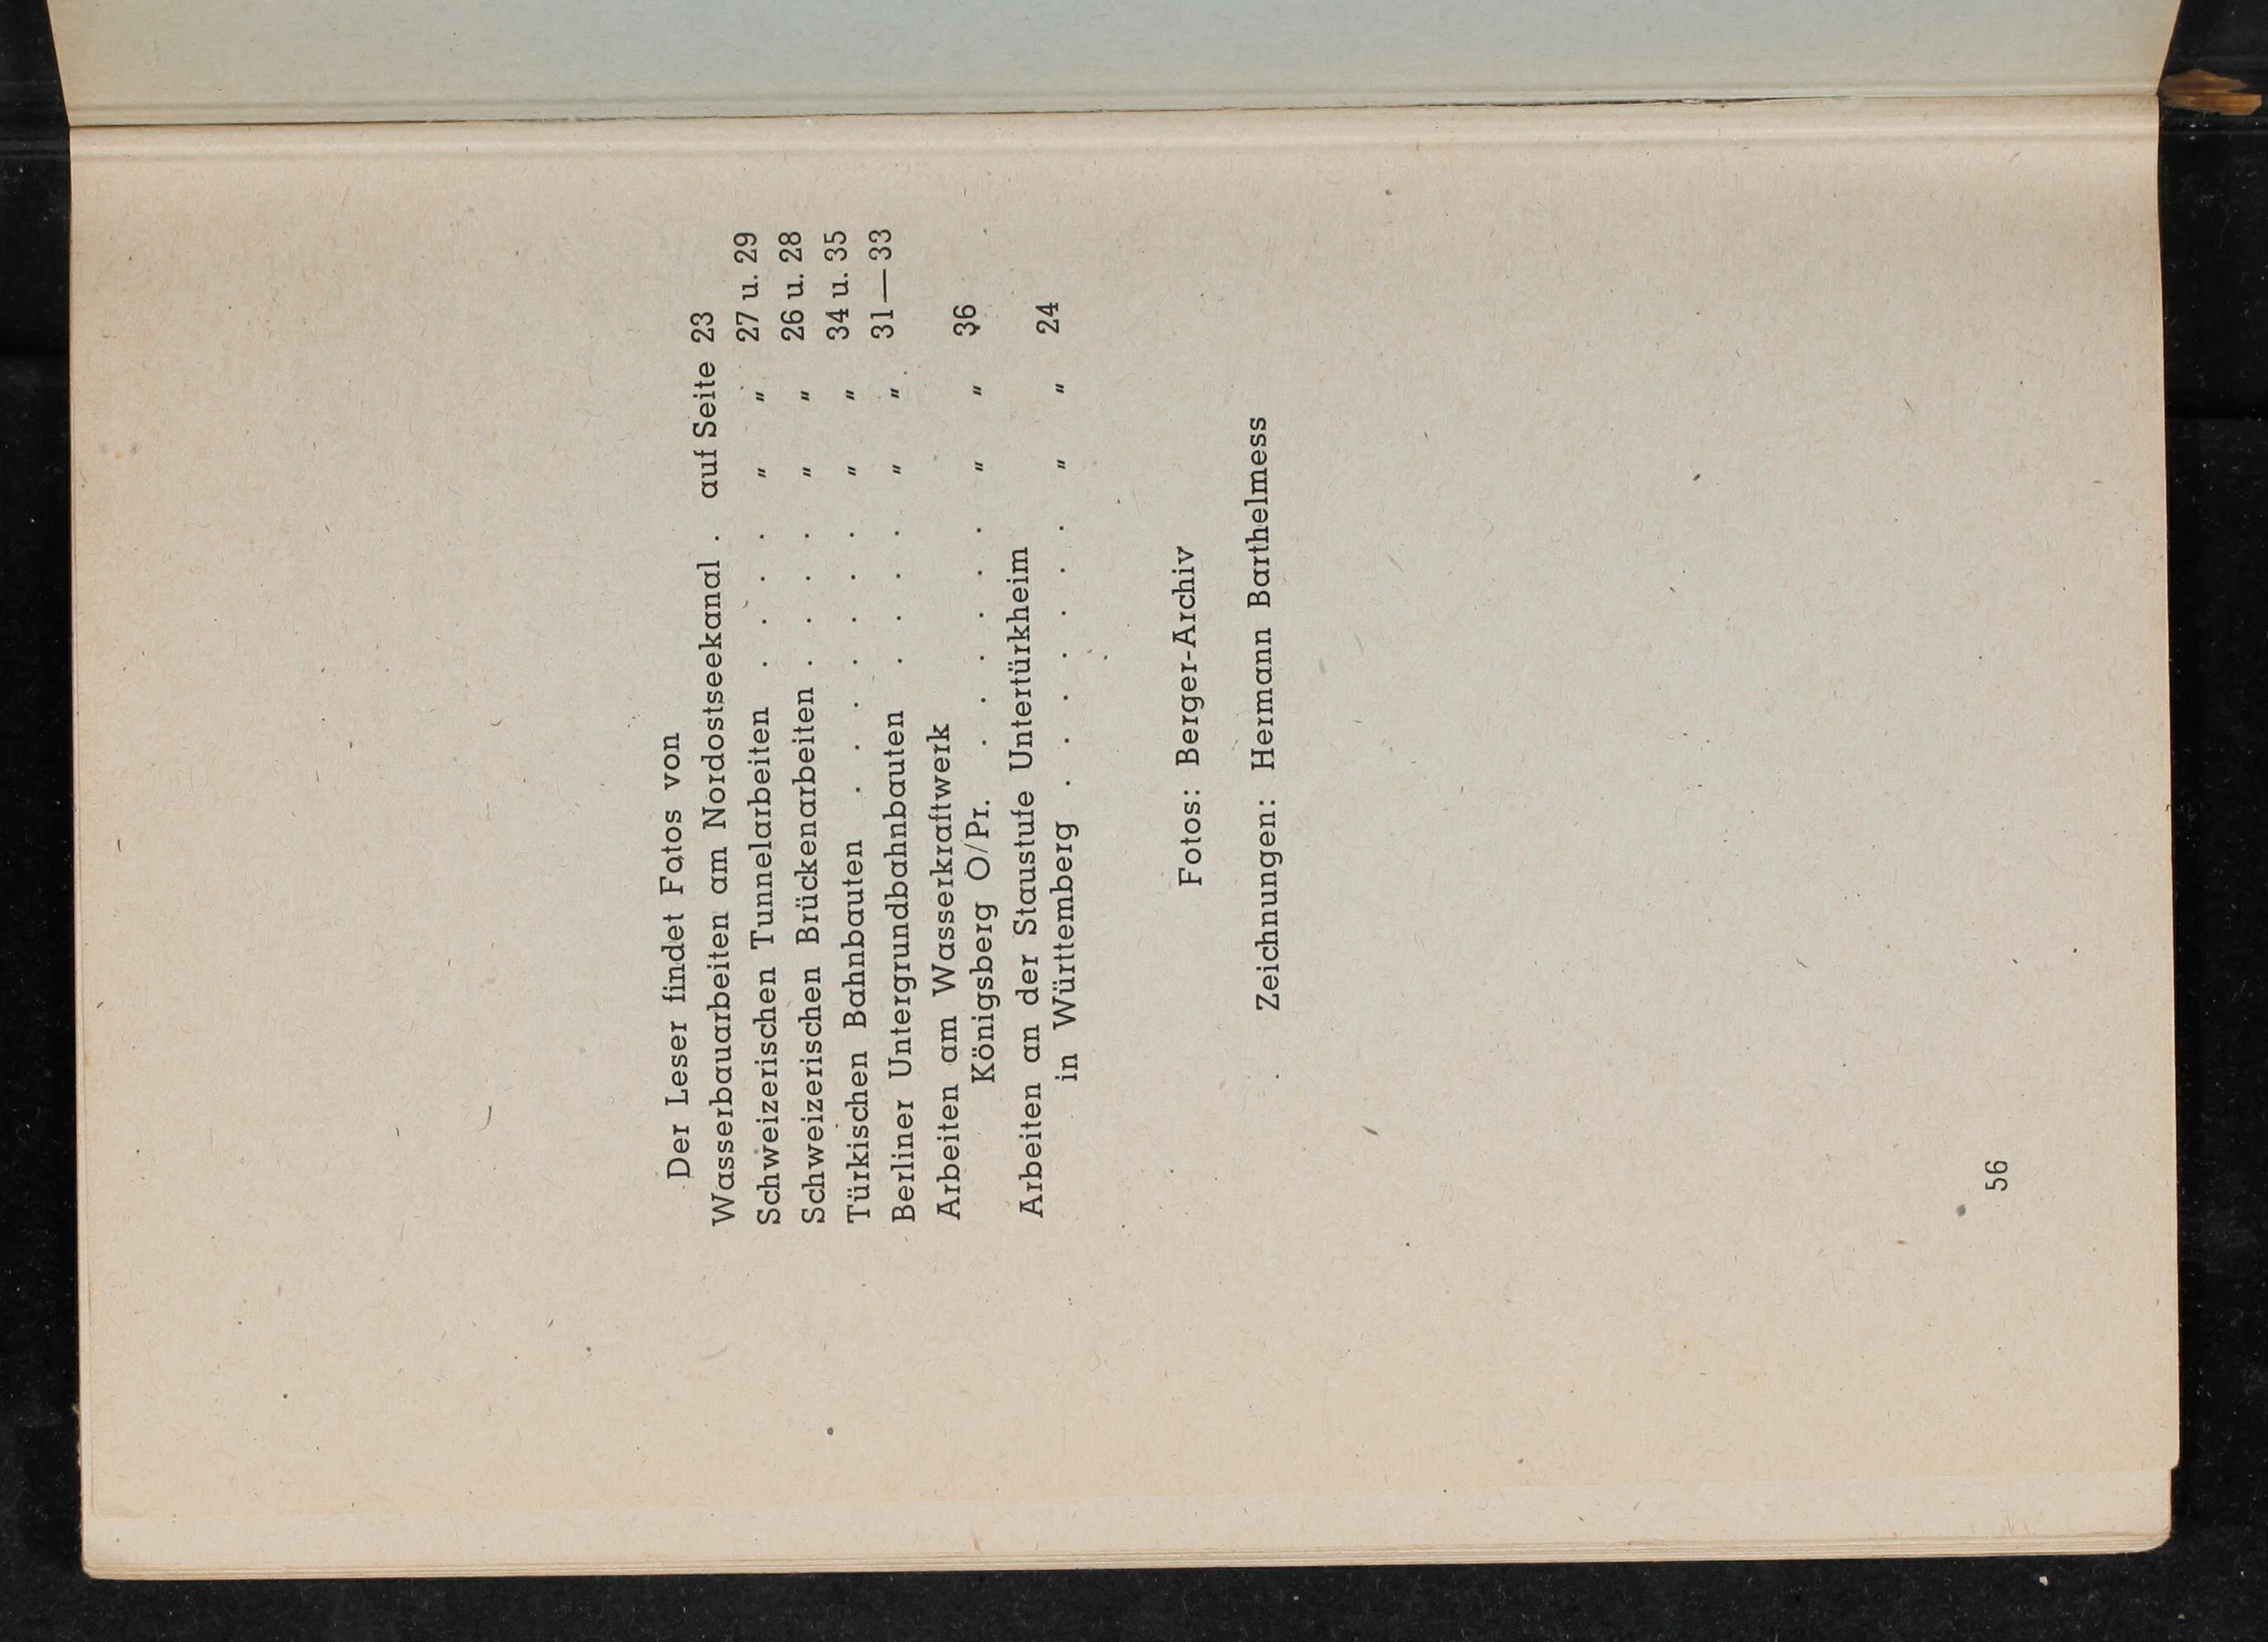 Der Leser findet Fotos von
Wasserbauarbeiten am Nordostseekanal . auf Seite 23
Schweizerischen Tunnelarbeiten . . . . „ „ 27 u. 29
Schweizerischen Brückenarbeiten . . . . „ „ 26 u. 28
Türkischen Bahnbauten . . . . . . . „ „ 34 u. 35
Berliner Untergrundbahnbauten . . . . „ „ 31—33
Arbeiten am Wasserkraftwerk
Königsberg O/Pr. . . . . . . . „ „ 36
Arbeiten an der Staustufe Untertürkheim
in Württemberg . . . . . . . „ „ 24
Fotos: Berger-Archiv
Zeichnungen: Hermann Barthelmess
56